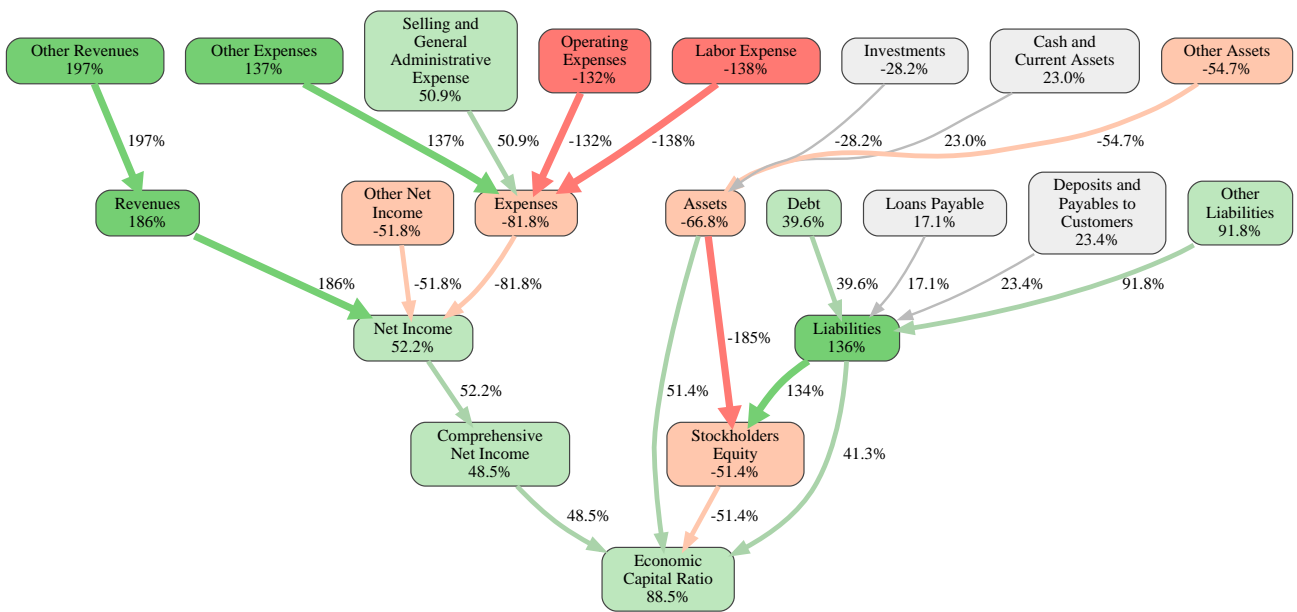 Other Revenues
197%
Other Expenses
137%
Selling and
General
Administrative
Expense
50.9%
Operating
Expenses
-132%
Labor Expense
-138%
Investments
-28.2%
Cash and
Current Assets
23.0%
Other Assets
-54.7%
197%
137%
50.9%
-132%
-138%
-28.2%
23.0%
-54.7%
Revenues
186%
Other Net
Income
-51.8%
Expenses
-81.8%
Assets
-66.8%
Debt
39.6%
Loans Payable
17.1%
Deposits and
Payables to
Customers
23.4%
Other
Liabilities
91.8%
186%
-51.8%
-81.8%
39.6%
17.1%
23.4%
91.8%
Net Income
52.2%
-185%
Liabilities
136%
52.2%
51.4%
134%
Comprehensive
Net Income
48.5%
Stockholders
Equity
-51.4%
41.3%
48.5%
-51.4%
Economic
Capital Ratio
88.5%